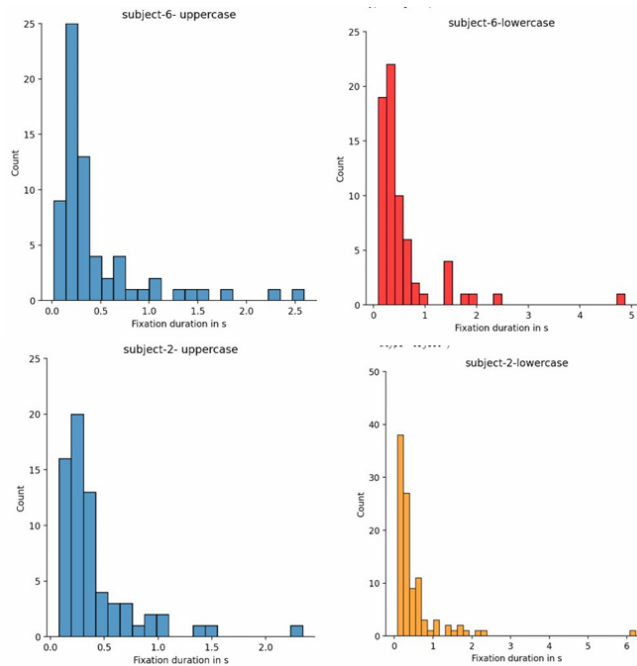 subject-6- uppercase
25
20
15
10
5
0
Count
0.0 0.5 1.0 1.5 2.0 2.5
Fixation duration in s
subject-6-lowercase
25
20
15
10
5
0
Count
0 1 2 3 4 5
Fixation duration in s
subject-2- uppercase
25
20
15
10
5
0
Count
0.0 0.5 1.0 1.5 2.0
Fixation duration in s
subject-2-lowercase
50
40
30
20
10
0
Count
0 1 2 3 4 5 6
Fixation duration in s